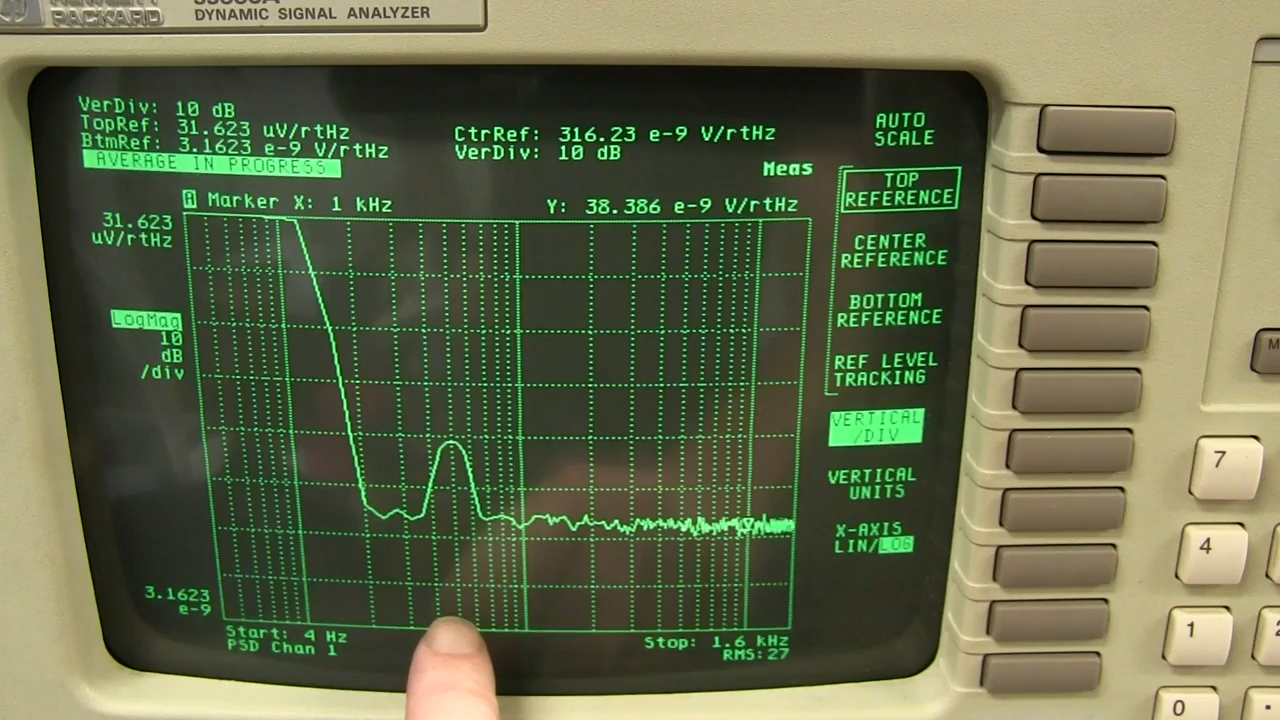 HEWLETT
PACKARD
DYNAMIC SIGNAL ANALYZER
VerDiv: 10 dB
TopRef: 31.623 uV/rtHz
BtmRef: 3.1623 e-9 V/rtHz
CtrRef: 316.23 e-9 V/rtHz
VerDiv: 10 dB
AVERAGE IN PROGRESS
Meas
A Marker X: 1 kHz
Y: 38.386 e-9 V/rtHz
31.623
uV/rtHz
LogMag
10
dB
/div
3.1623
e-9
Start: 4 Hz
PSD Chan 1
Stop: 1.6 kHz
RMS:27
AUTO
SCALE
TOP
REFERENCE
CENTER
REFERENCE
BOTTOM
REFERENCE
REF LEVEL
TRACKING
VERTICAL
/DIV
VERTICAL
UNITS
X-AXIS
LIN/LOG
7
4
1
0
.